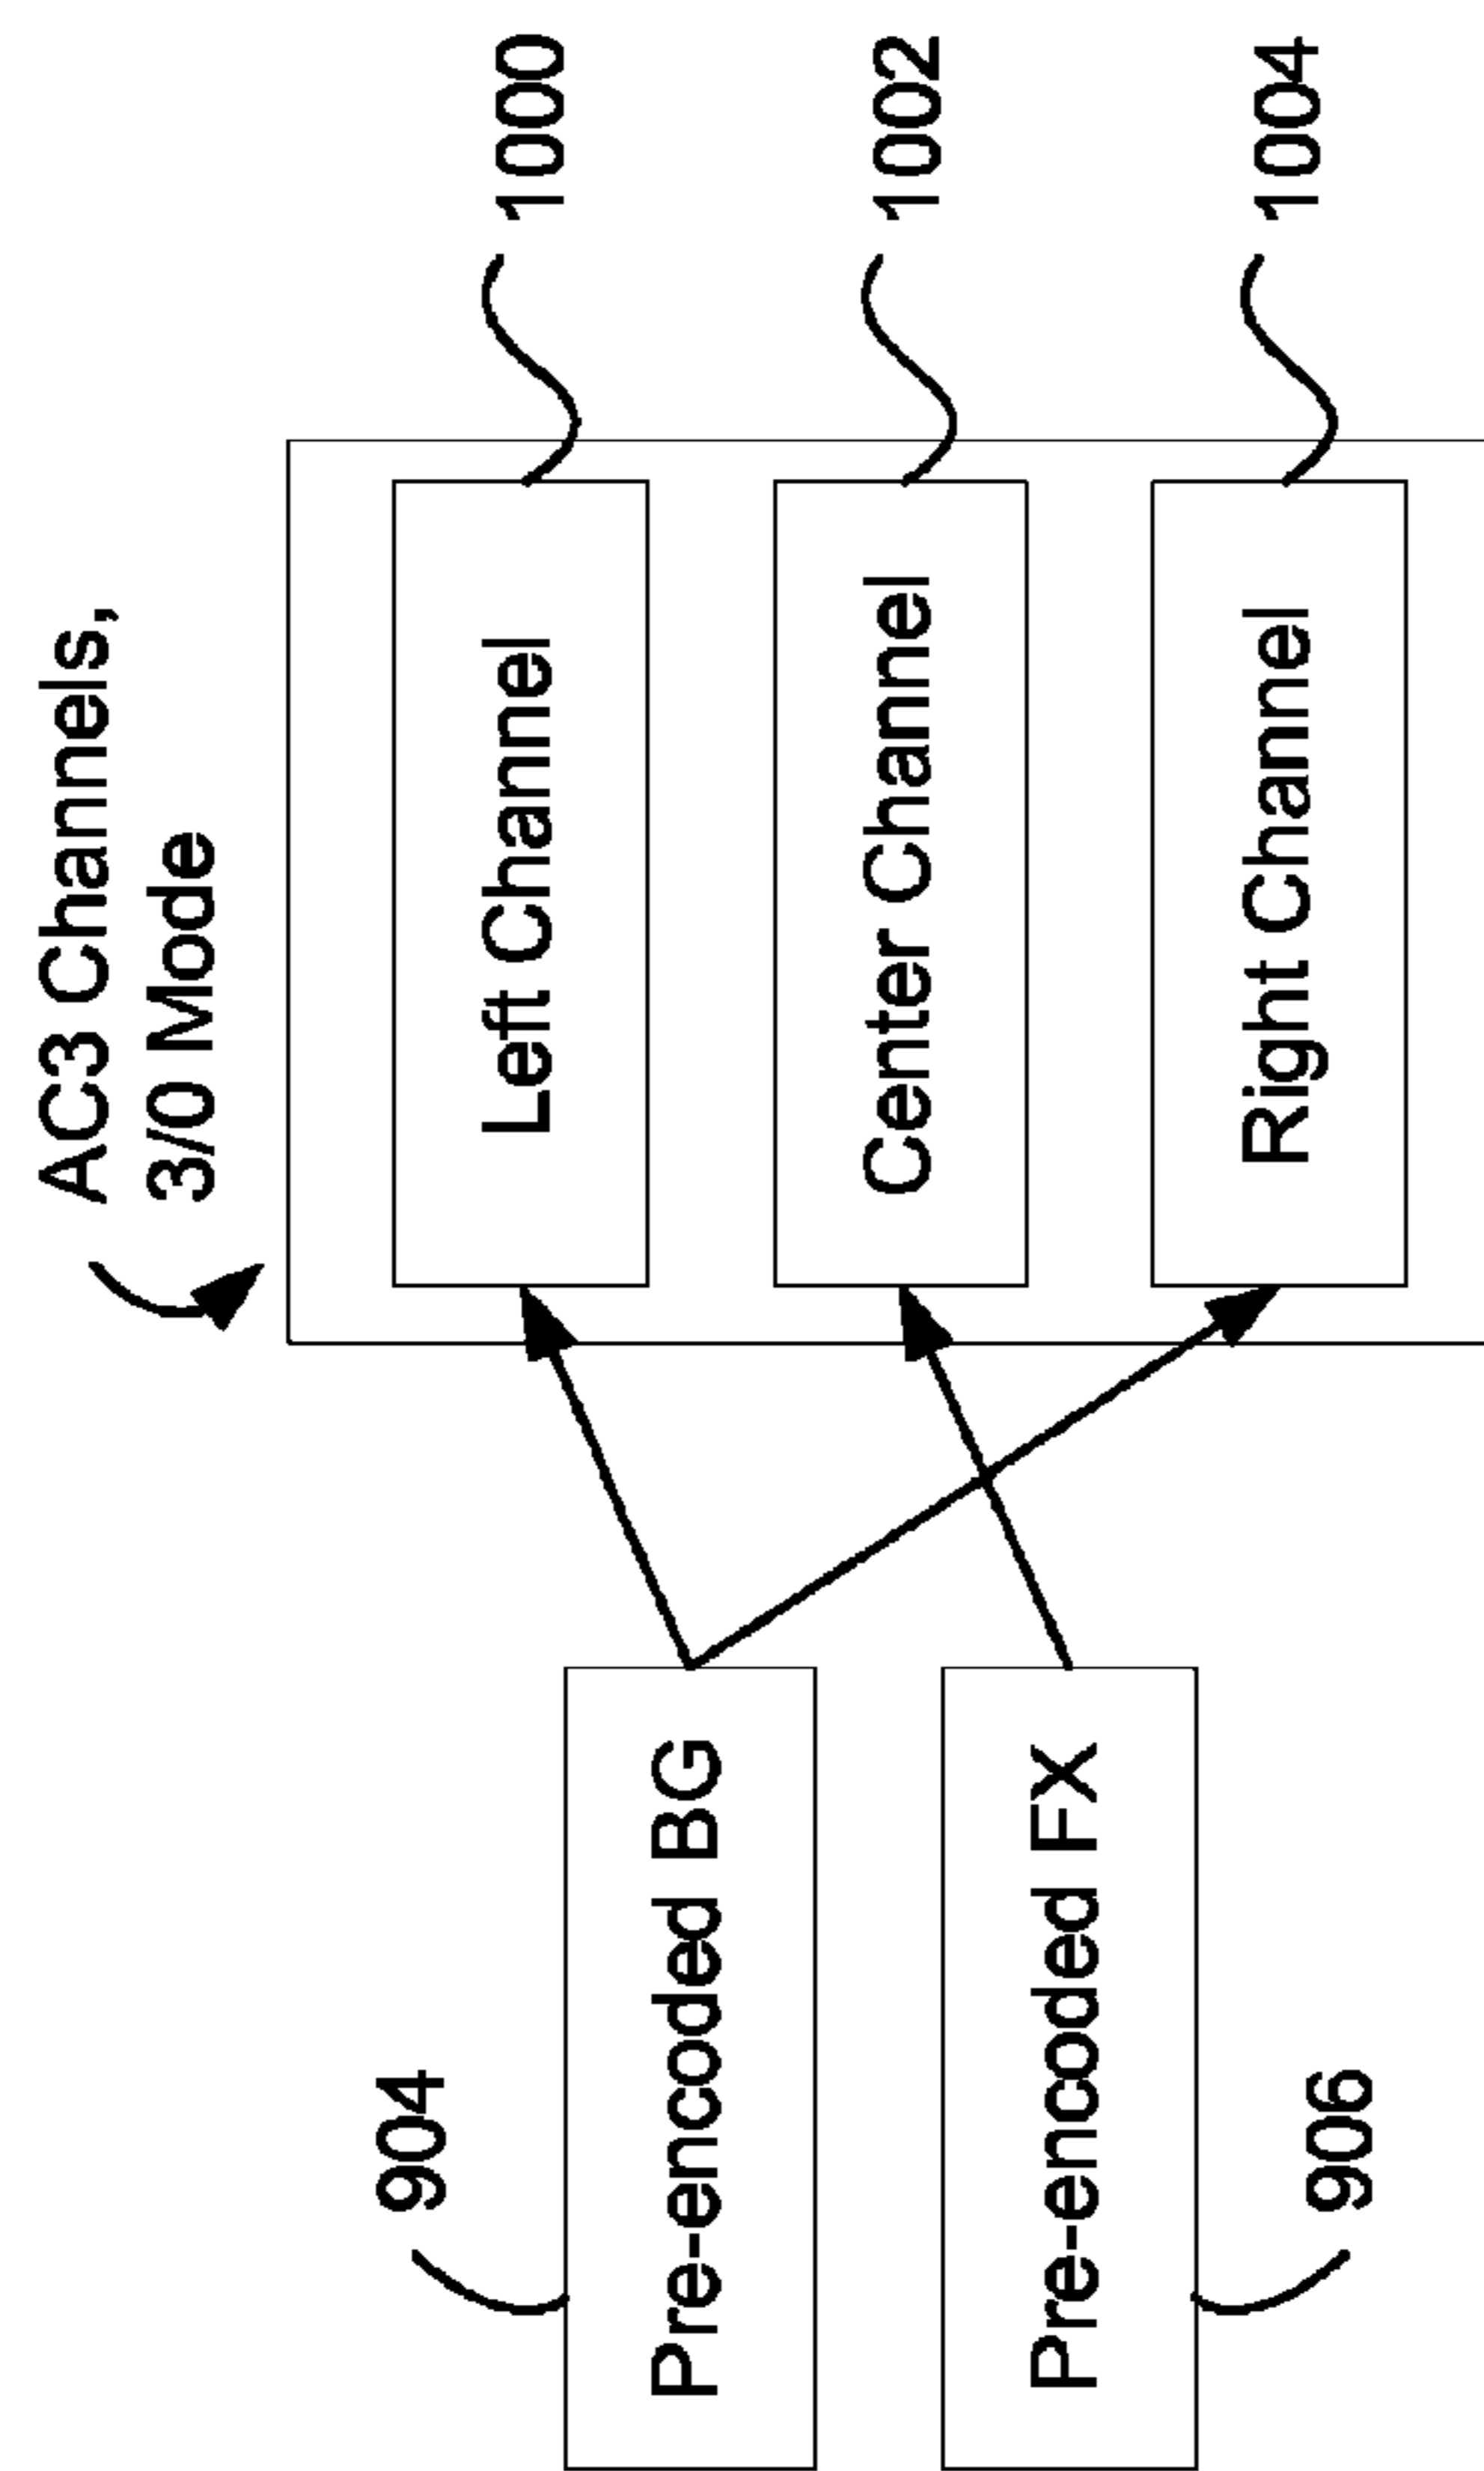 AC3 Channels,
3/0 Mode
904
Pre-encoded BG
Left Channel
1000
Center Channel
1002
Pre-encoded FX
906
Right Channel
1004